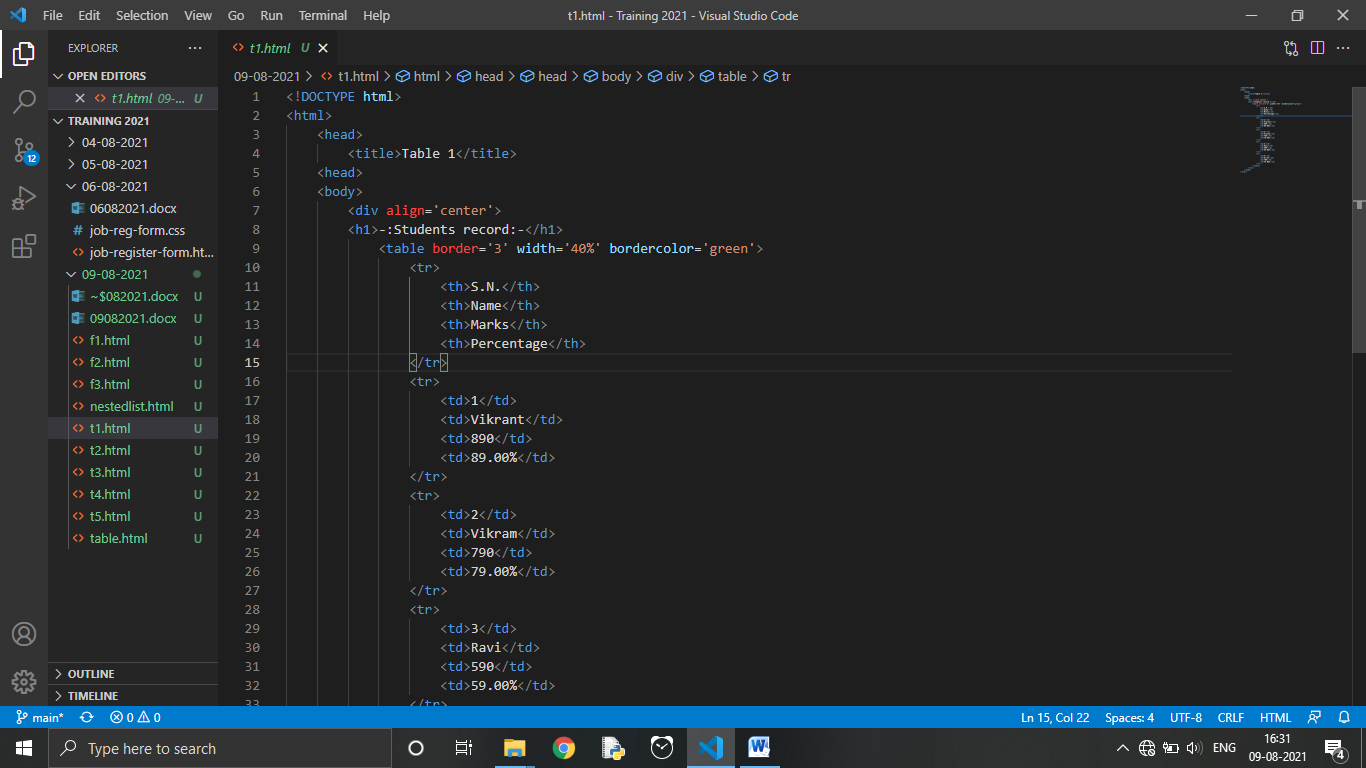 File Edit Selection View Go Run Terminal Help
t1.html - Training 2021 - Visual Studio Code
EXPLORER
OPEN EDITORS
t1.html 09-... U
TRAINING 2021
04-08-2021
05-08-2021
06-08-2021
06082021.docx
# job-reg-form.css
job-register-form.ht...
09-08-2021
~$082021.docx U
09082021.docx U
f1.html U
f2.html U
f3.html U
nestedlist.html U
t1.html U
t2.html U
t3.html U
t4.html U
t5.html U
table.html U
OUTLINE
TIMELINE
t1.html U
09-08-2021 > t1.html > html > head > head > body > div > table > tr
1 <!DOCTYPE html>
2 <html>
3 <head>
4 <title>Table 1</title>
5 <head>
6 <body>
7 <div align='center'>
8 <h1>-:Students record:-</h1>
9 <table border='3' width='40%' bordercolor='green'>
10 <tr>
11 <th>S.N.</th>
12 <th>Name</th>
13 <th>Marks</th>
14 <th>Percentage</th>
15 </tr>
16 <tr>
17 <td>1</td>
18 <td>Vikrant</td>
19 <td>890</td>
20 <td>89.00%</td>
21 </tr>
22 <tr>
23 <td>2</td>
24 <td>Vikram</td>
25 <td>790</td>
26 <td>79.00%</td>
27 </tr>
28 <tr>
29 <td>3</td>
30 <td>Ravi</td>
31 <td>590</td>
32 <td>59.00%</td>
33 </tr>
12
main* 0 0
Ln 15, Col 22 Spaces: 4 UTF-8 CRLF HTML
Type here to search
ENG
16:31
09-08-2021
4